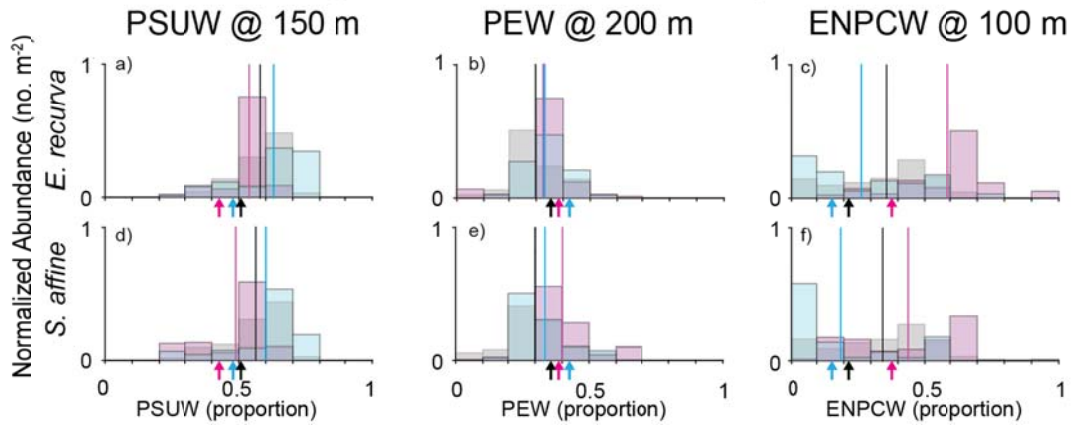 PSUW @ 150 m PEW @ 200 m ENPCW @ 100 m
Normalized Abundance (no. m-2)
E. recurva
1 a) 1 b) 1 c)
0 0 0
S. affine
1 d) 1 e) 1 f)
0 0 0
0 0.5 1 0 0.5 1 0 0.5 1
PSUW (proportion) PEW (proportion) ENPCW (proportion)